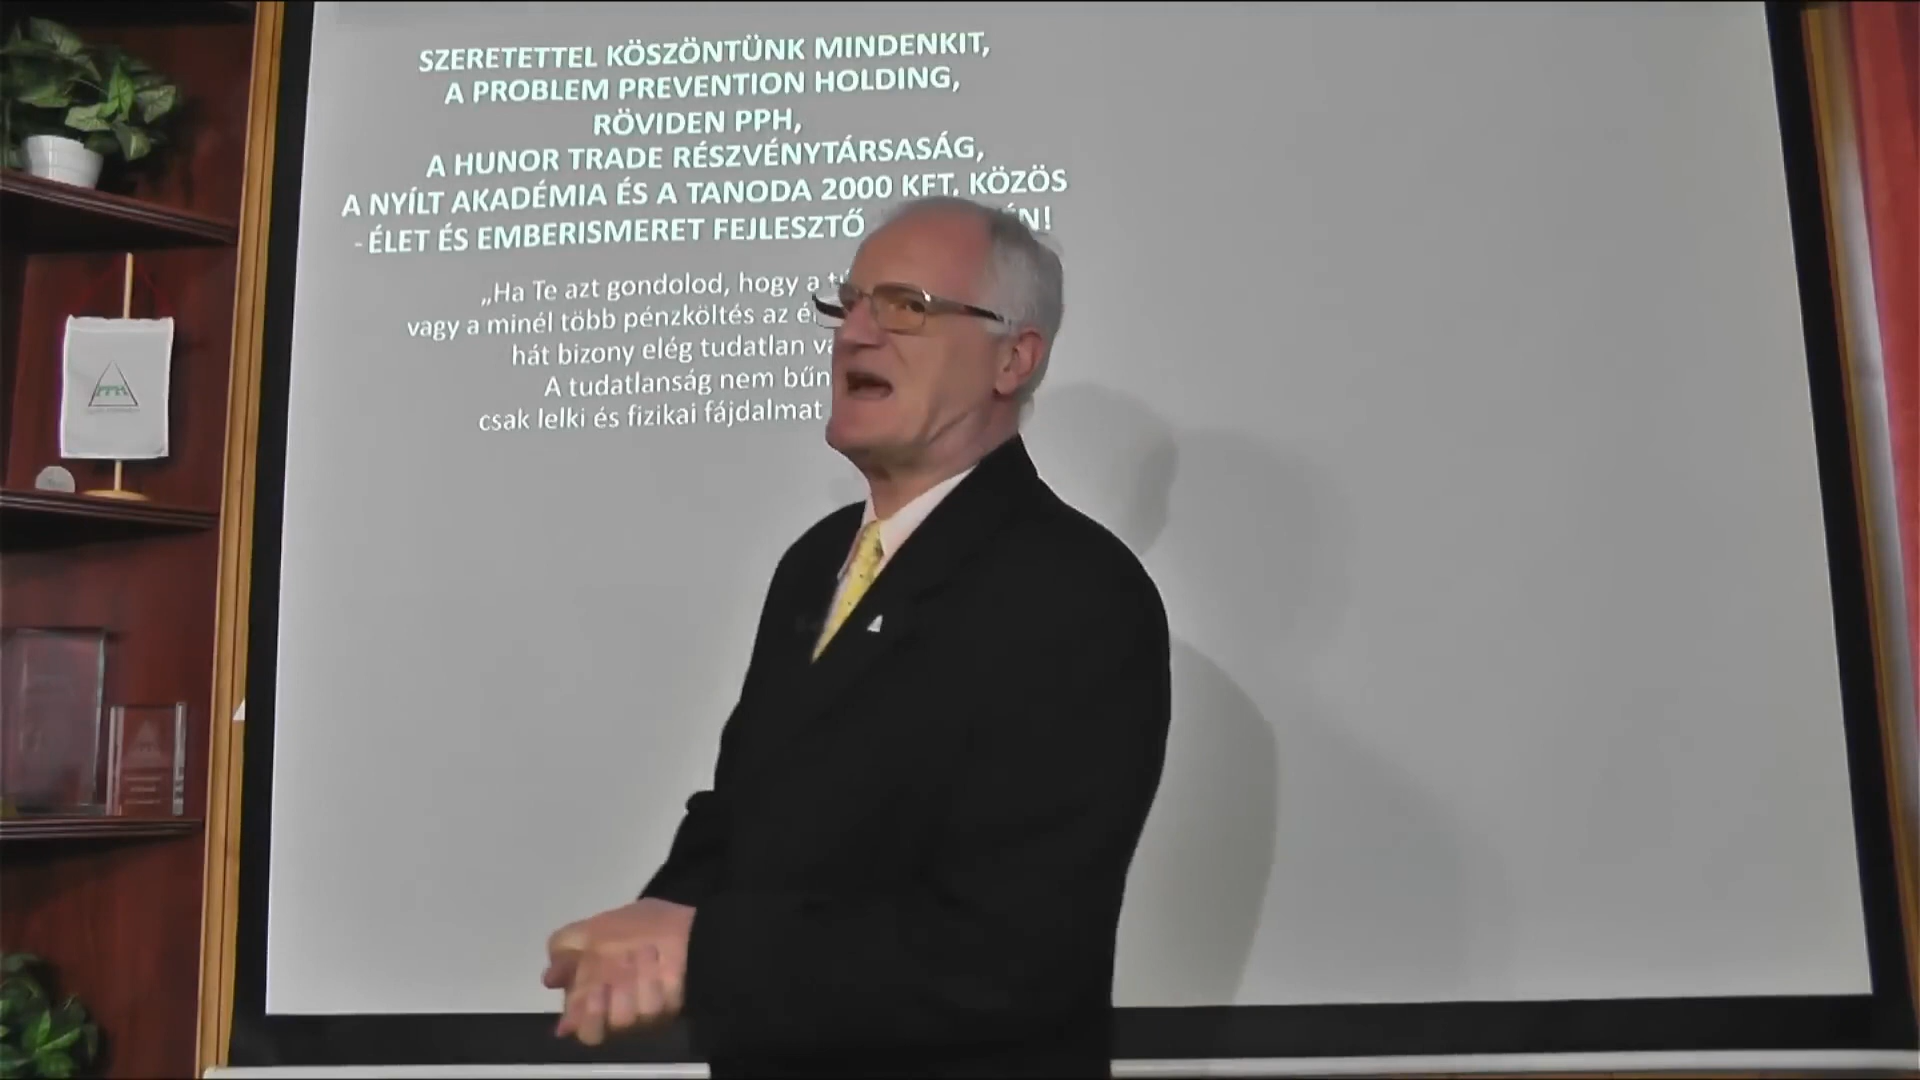 SZERETETTEL KÖSZÖNTÜNK MINDENKIT,
A PROBLEM PREVENTION HOLDING,
RÖVIDEN PPH,
A HUNOR TRADE RÉSZVÉNYTÁRSASÁG,
A NYÍLT AKADÉMIA ÉS A TANODA 2000 KFT. KÖZÖS
- ÉLET ÉS EMBERISMERET FEJLESZTŐ
„Ha Te azt gondolod, hogy a
vagy a minél több pénzköltés az
hát bizony elég tudatlan
A tudatlanság nem bűn
csak lelki és fizikai fájdalmat
PPH